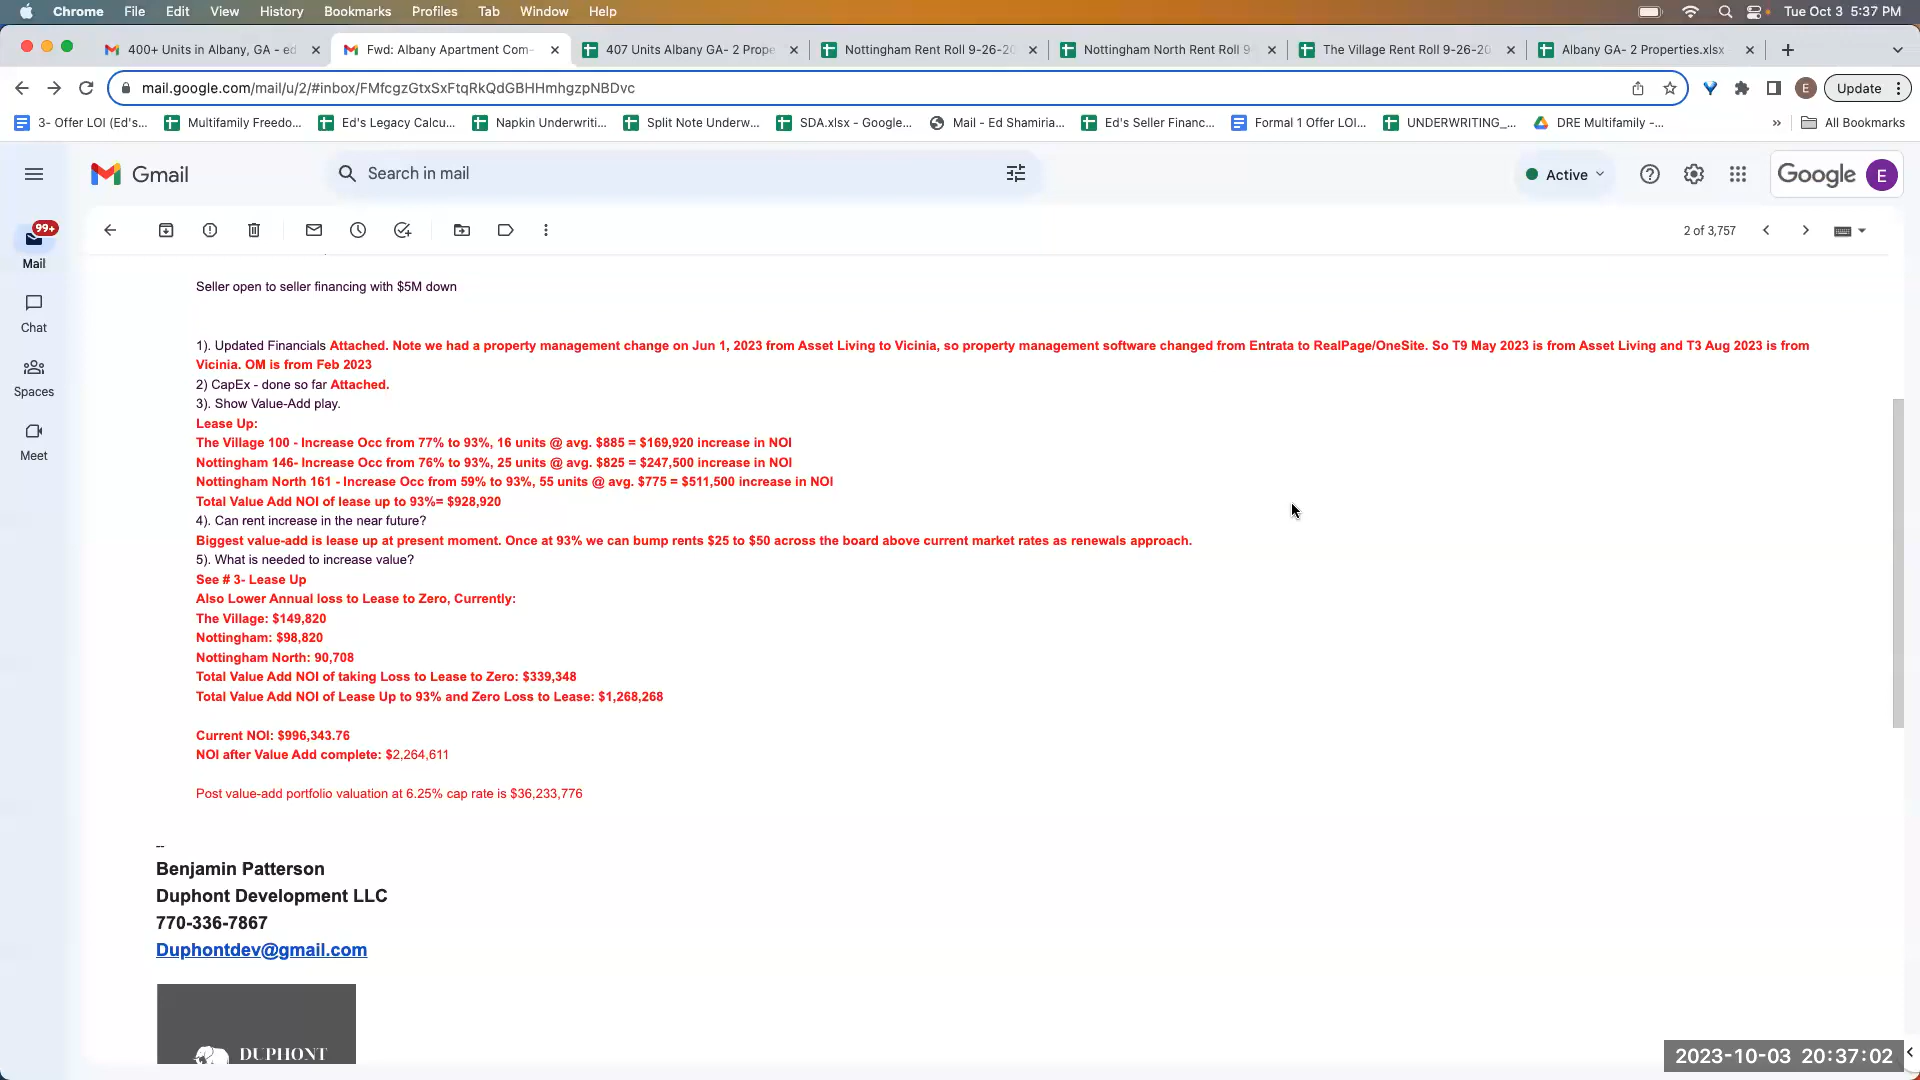 Chrome File Edit View History Bookmarks Profiles Tab Window Help Tue Oct 3 5:37 PM
400+ Units in Albany, GA - ed Fwd: Albany Apartment Com- 407 Units Albany GA- 2 Prope Nottingham Rent Roll 9-26-20 Nottingham North Rent Roll 9- The Village Rent Roll 9-26-20 Albany GA- 2 Properties.xlsx
mail.google.com/mail/u/2/#inbox/FMfcgzGtxSxFtqRkQdGBHHmhgzpNBDvc E Update
3- Offer LOI (Ed's... Multifamily Freedo... Ed's Legacy Calcu... Napkin Underwriti... Split Note Underw... SDA.xlsx - Google... Mail - Ed Shamiria... Ed's Seller Financ... Formal 1 Offer LOI... UNDERWRITING_... DRE Multifamily -... » All Bookmarks
Gmail Search in mail Active Google E
99+
Mail
Chat
Spaces
Meet
2 of 3,757
Seller open to seller financing with $5M down
1). Updated Financials Attached. Note we had a property management change on Jun 1, 2023 from Asset Living to Vicinia, so property management software changed from Entrata to RealPage/OneSite. So T9 May 2023 is from Asset Living and T3 Aug 2023 is from
Vicinia. OM is from Feb 2023
2) CapEx - done so far Attached.
3). Show Value-Add play.
Lease Up:
The Village 100 - Increase Occ from 77% to 93%, 16 units @ avg. $885 = $169,920 increase in NOI
Nottingham 146- Increase Occ from 76% to 93%, 25 units @ avg. $825 = $247,500 increase in NOI
Nottingham North 161 - Increase Occ from 59% to 93%, 55 units @ avg. $775 = $511,500 increase in NOI
Total Value Add NOI of lease up to 93%= $928,920
4). Can rent increase in the near future?
Biggest value-add is lease up at present moment. Once at 93% we can bump rents $25 to $50 across the board above current market rates as renewals approach.
5). What is needed to increase value?
See # 3- Lease Up
Also Lower Annual loss to Lease to Zero, Currently:
The Village: $149,820
Nottingham: $98,820
Nottingham North: 90,708
Total Value Add NOI of taking Loss to Lease to Zero: $339,348
Total Value Add NOI of Lease Up to 93% and Zero Loss to Lease: $1,268,268
Current NOI: $996,343.76
NOI after Value Add complete: $2,264,611
Post value-add portfolio valuation at 6.25% cap rate is $36,233,776
--
Benjamin Patterson
Duphont Development LLC
770-336-7867
Duphontdev@gmail.com
DUPHONT
2023-10-03 20:37:02